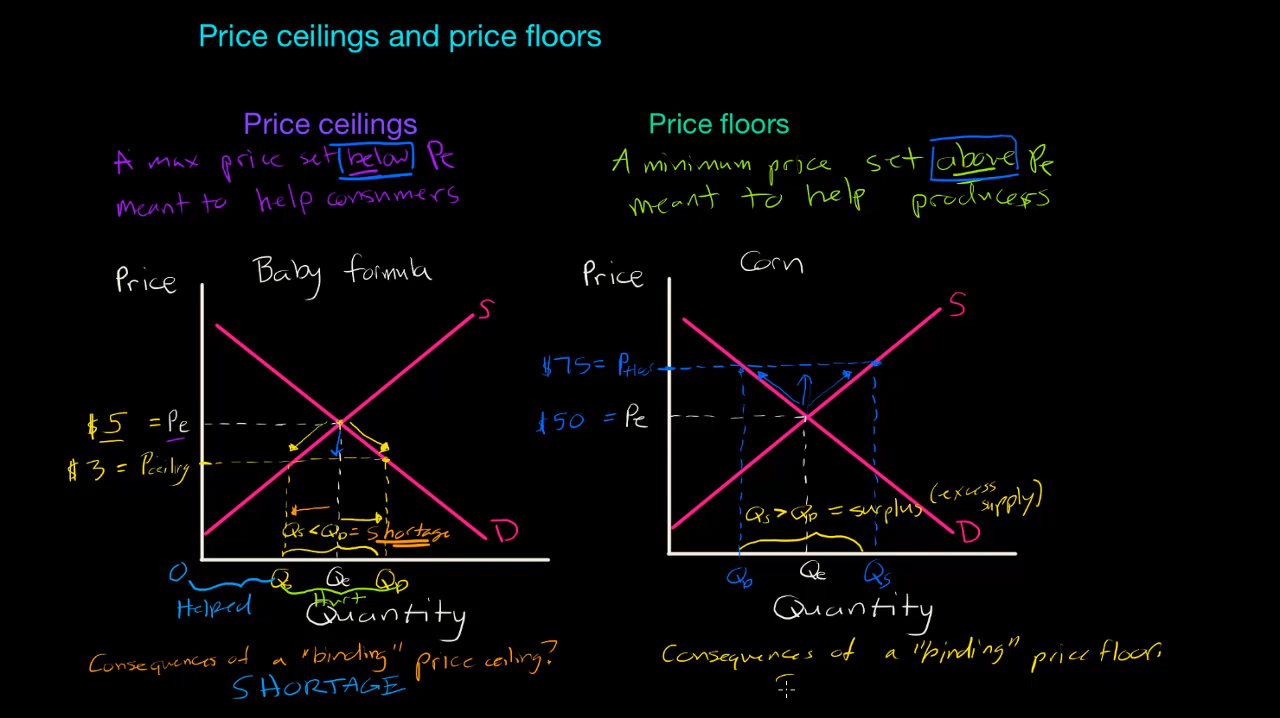 Price ceilings and price floors
Price ceilings
A max price set below Pe
meant to help consumers
Price floors
A minimum price set above Pe
meant to help producers
Price
Baby formula
S
$5 = Pe
$3 = Pceiling
Qs < QD = Shortage
D
O
Qs
Qe
QD
Helped
Hurt
Quantity
Consequences of a "binding" price ceiling?
SHORTAGE
Price
Corn
S
$75 = Pfloor
$50 = Pe
Qs > QD = surplus (excess supply)
D
QD
Qe
Qs
Quantity
Consequences of a "binding" price floor.